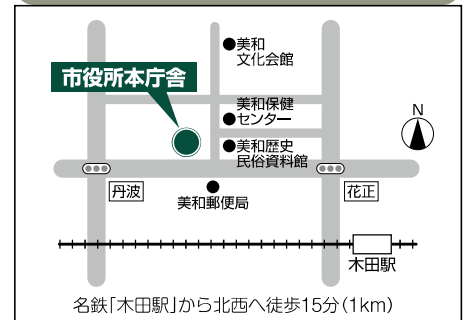 美和
文化会館
市役所本庁舎
美和保健
センター
N
美和歴史
民俗資料館
丹波
花正
美和郵便局
木田駅
名鉄「木田駅」から北西へ徒歩15分(1km)